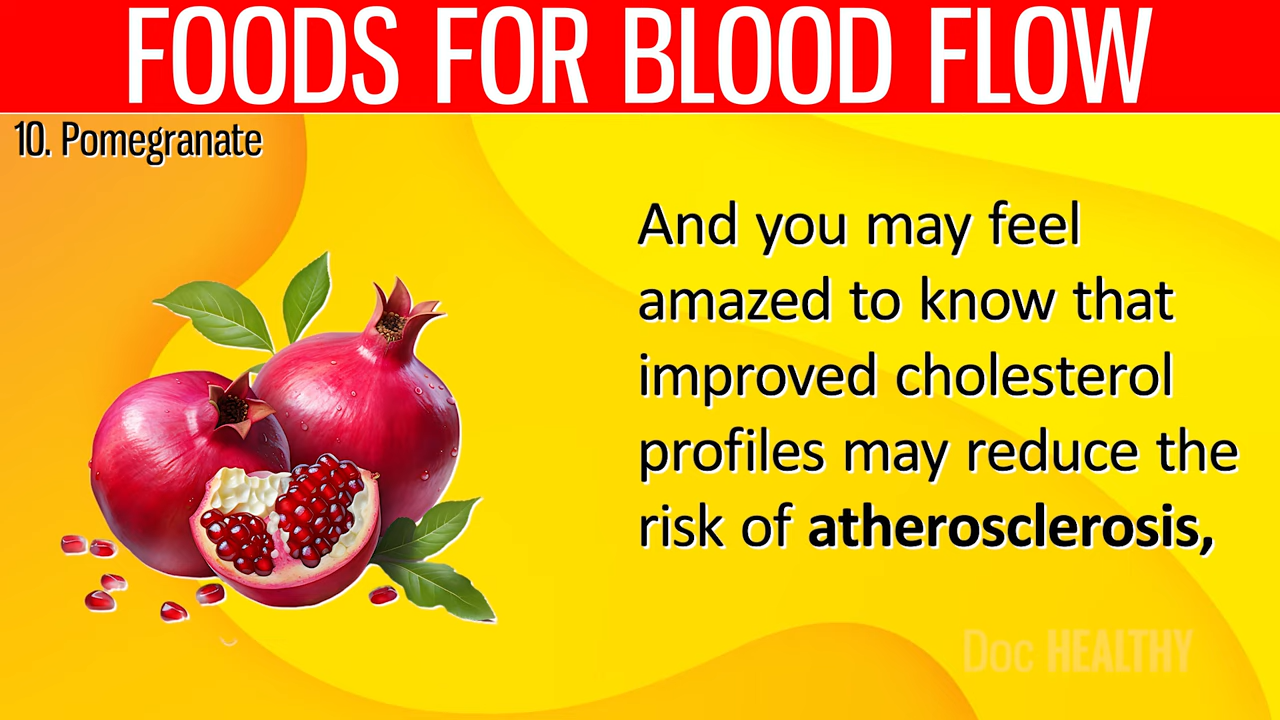 FOODS FOR BLOOD FLOW
10. Pomegranate
And you may feel
amazed to know that
improved cholesterol
profiles may reduce the
risk of atherosclerosis,
Doc HEALTHY